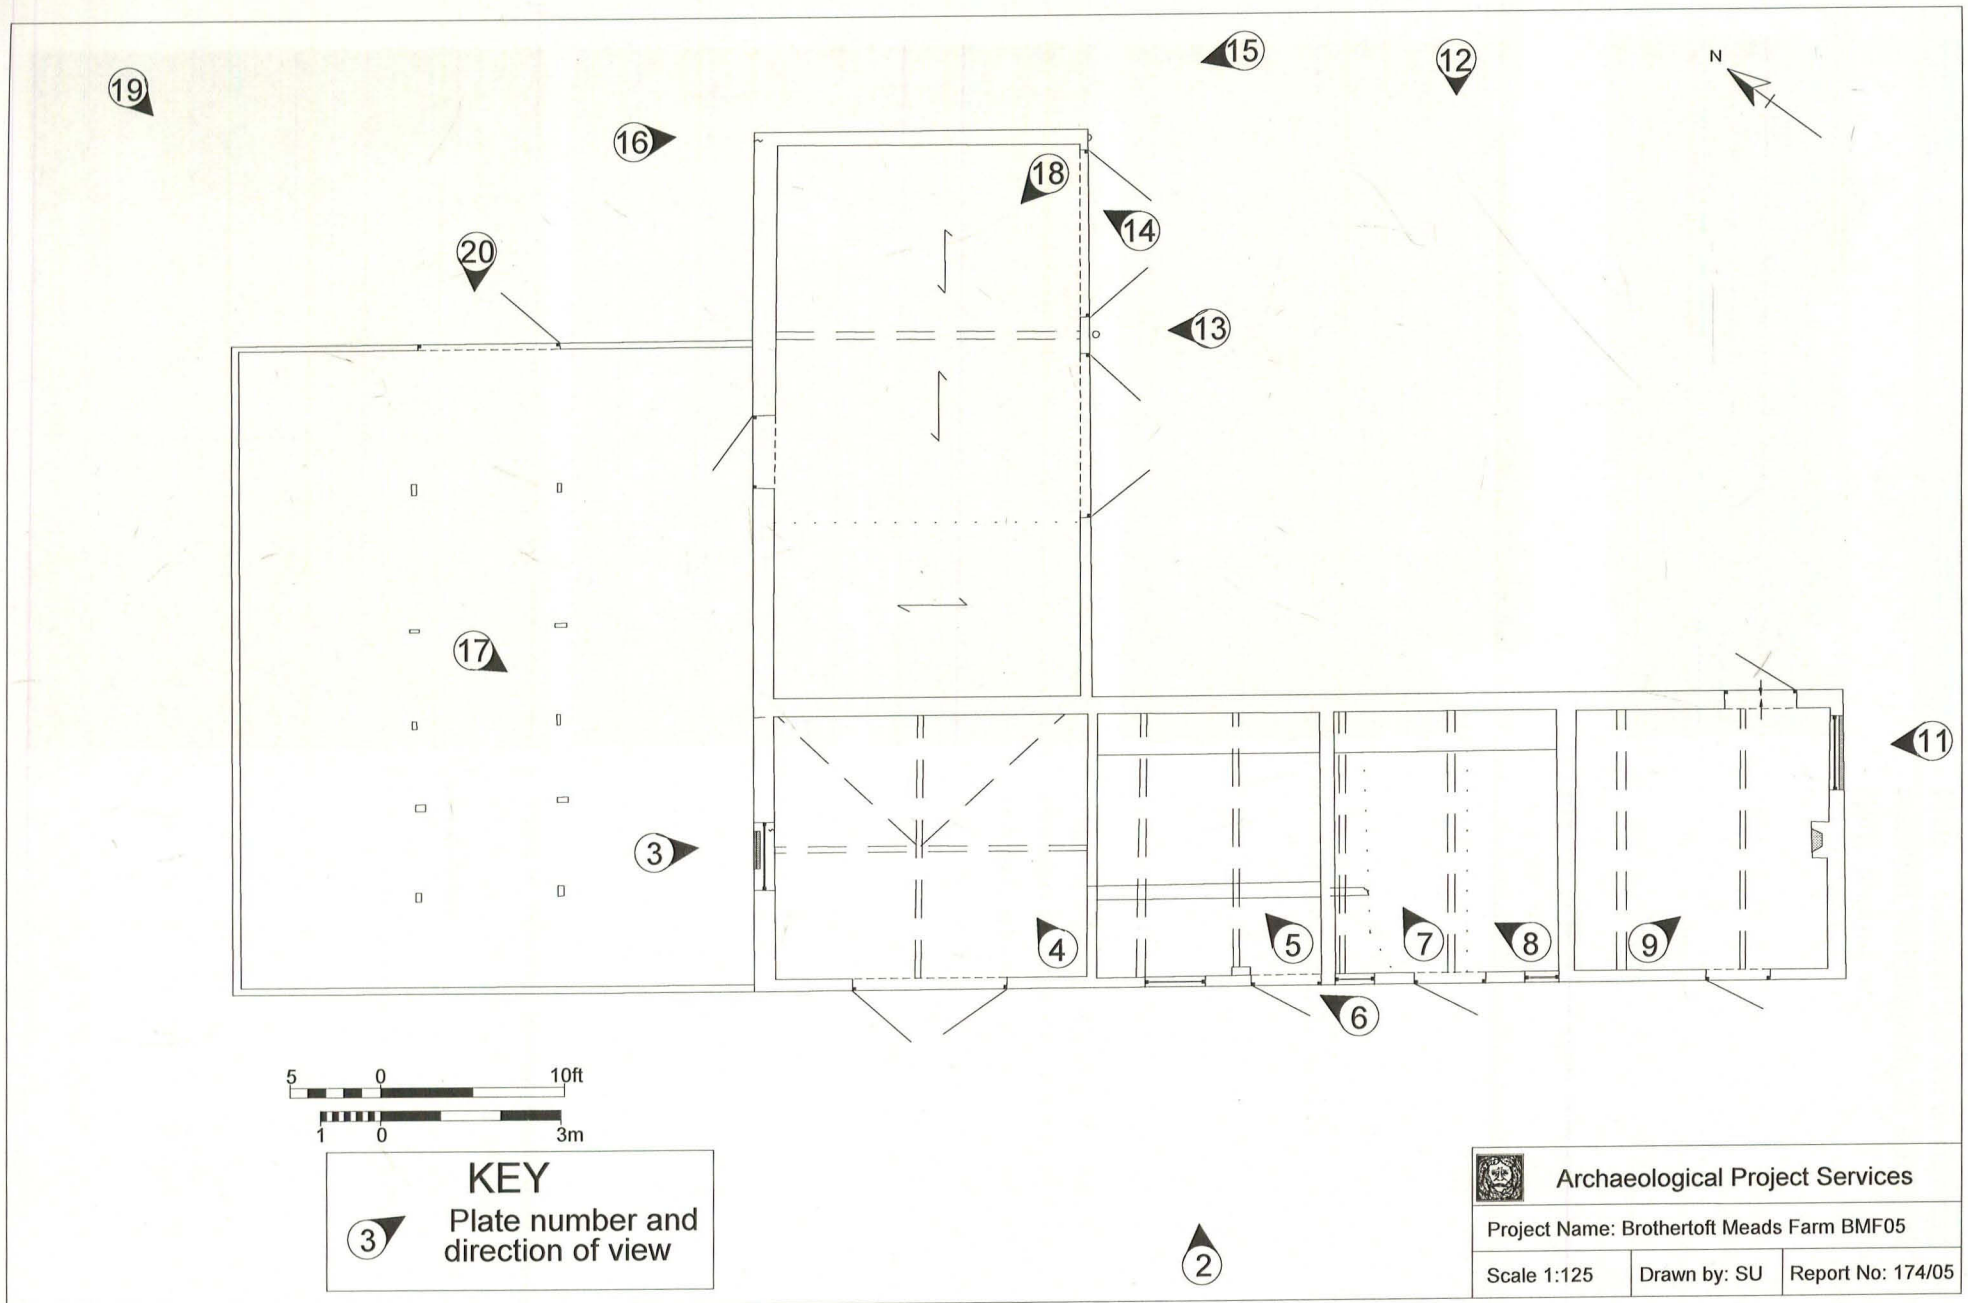 15
12
N
19
16
18
14
20
13
17
11
3
4
5
7
8
9
6
5 0 10ft
1 0 3m
KEY
3 Plate number and
direction of view
2
Archaeological Project Services
Project Name: Brothertoft Meads Farm BMF05
Scale 1:125 Drawn by: SU Report No: 174/05